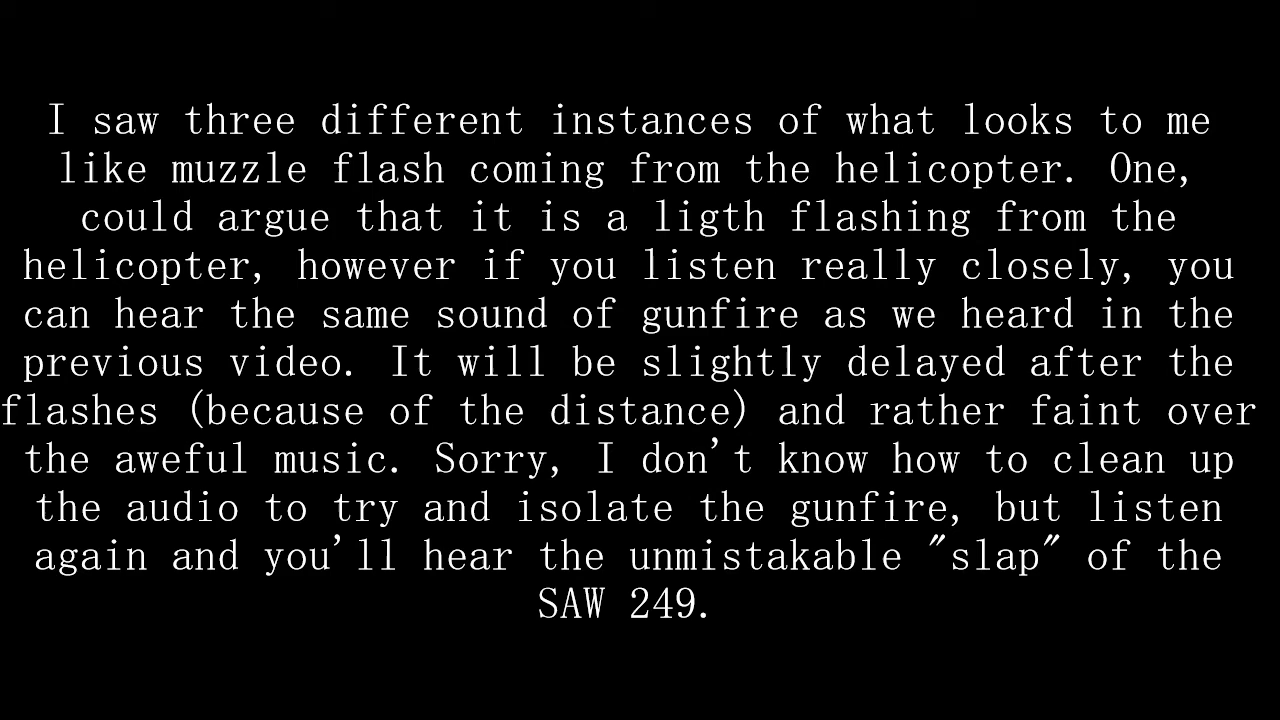 I saw three different instances of what looks to me
like muzzle flash coming from the helicopter. One,
could argue that it is a ligth flashing from the
helicopter, however if you listen really closely, you
can hear the same sound of gunfire as we heard in the
previous video. It will be slightly delayed after the
flashes (because of the distance) and rather faint over
the aweful music. Sorry, I don't know how to clean up
the audio to try and isolate the gunfire, but listen
again and you'll hear the unmistakable "slap" of the
SAW 249.